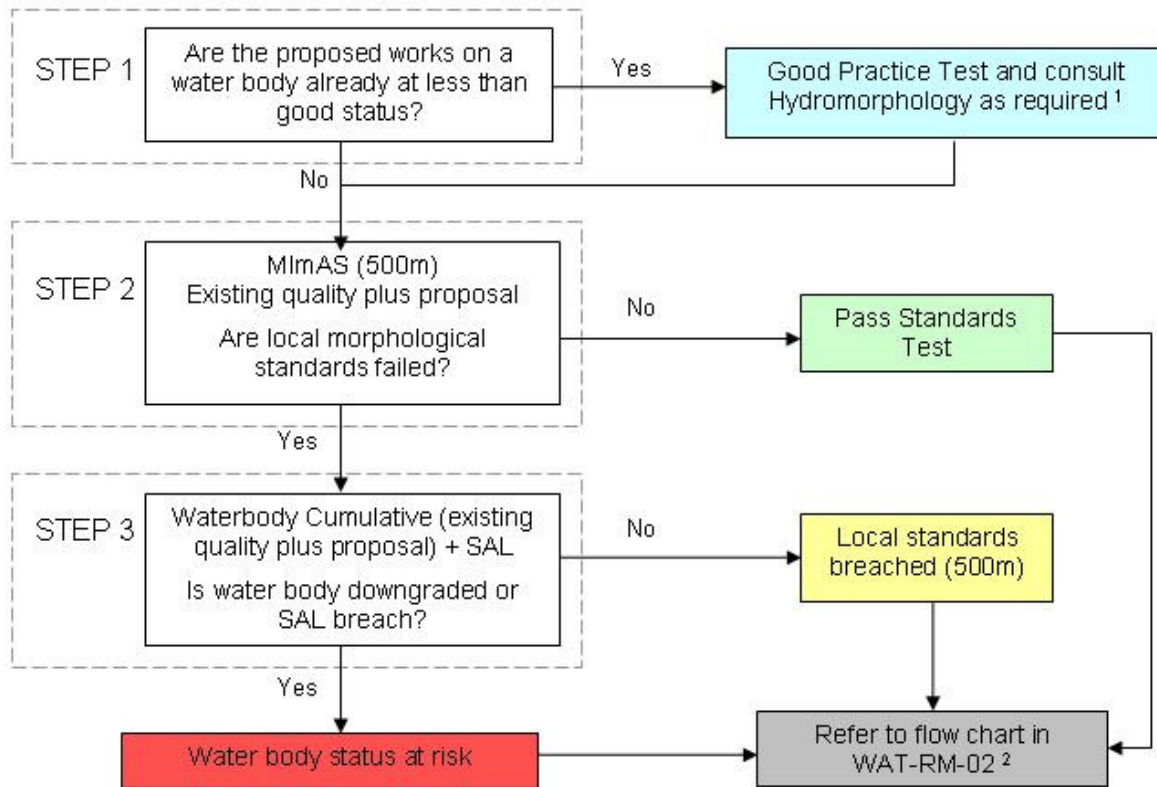 STEP 1
Are the proposed works on a
water body already at less than
good status?
Yes
Good Practice Test and consult
Hydromorphology as required ¹
No
STEP 2
MImAS (500m)
Existing quality plus proposal
Are local morphological
standards failed?
No
Pass Standards
Test
Yes
STEP 3
Waterbody Cumulative (existing
quality plus proposal) + SAL
Is water body downgraded or
SAL breach?
No
Local standards
breached (500m)
Yes
Water body status at risk
Refer to flow chart in
WAT-RM-02 ²